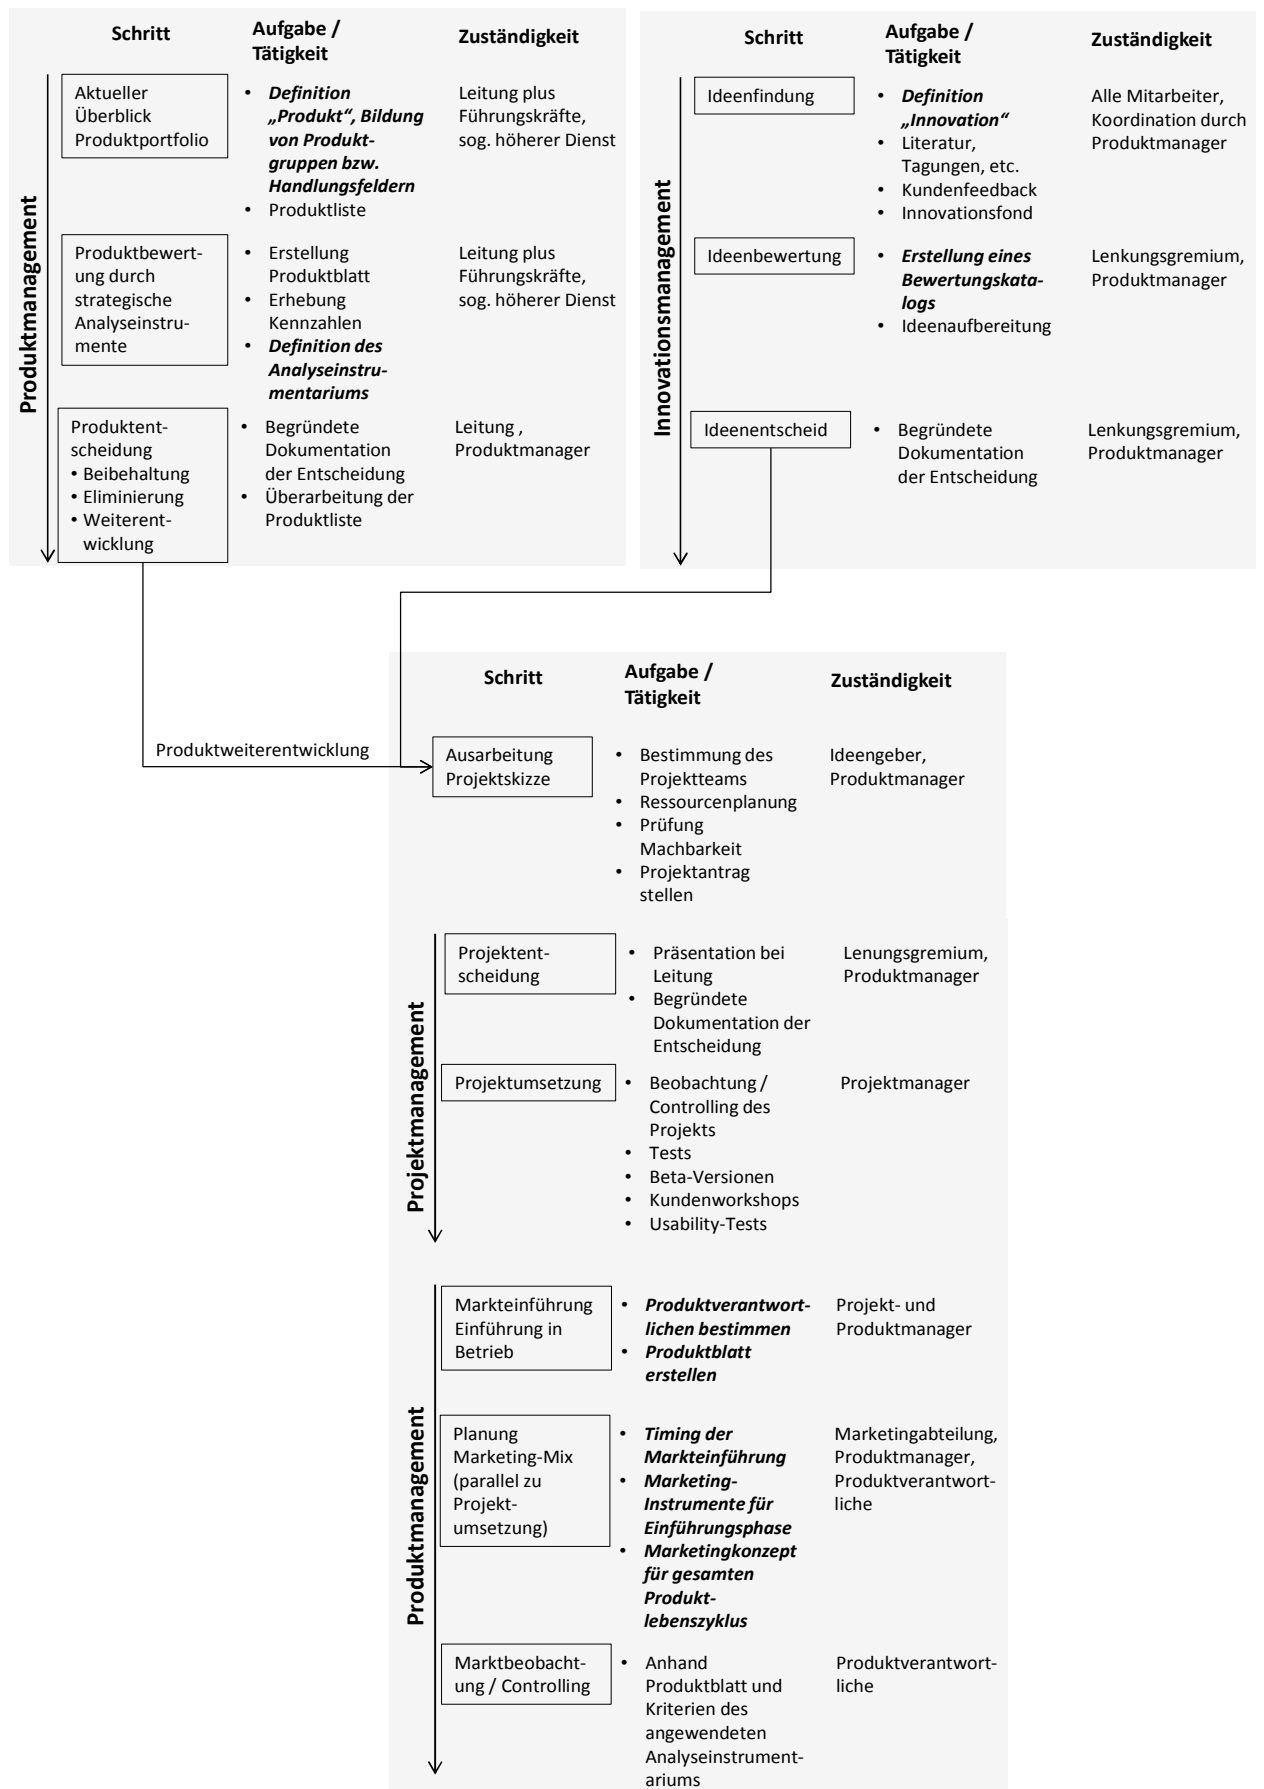 Produktmanagement
Schritt
Aufgabe /
Tätigkeit
Zuständigkeit
Aktueller
Überblick
Produktportfolio
• Definition
„Produkt“, Bildung
von Produkt-
gruppen bzw.
Handlungsfeldern
• Produktliste
Leitung plus
Führungskräfte,
sog. höherer Dienst
Produktbewert-
ung durch
strategische
Analyseinstru-
mente
• Erstellung
Produktblatt
• Erhebung
Kennzahlen
• Definition des
Analyseinstru-
mentariums
Leitung plus
Führungskräfte,
sog. höherer Dienst
Produktent-
scheidung
• Beibehaltung
• Eliminierung
• Weiterent-
wicklung
• Begründete
Dokumentation
der Entscheidung
• Überarbeitung der
Produktliste
Leitung ,
Produktmanager
Innovationsmanagement
Schritt
Aufgabe /
Tätigkeit
Zuständigkeit
Ideenfindung
• Definition
„Innovation“
• Literatur,
Tagungen, etc.
• Kundenfeedback
• Innovationsfond
Alle Mitarbeiter,
Koordination durch
Produktmanager
Ideenbewertung
• Erstellung eines
Bewertungskata-
logs
• Ideenaufbereitung
Lenkungsgremium,
Produktmanager
Ideenentscheid
• Begründete
Dokumentation
der Entscheidung
Lenkungsgremium,
Produktmanager
Produktweiterentwicklung
Schritt
Aufgabe /
Tätigkeit
Zuständigkeit
Ausarbeitung
Projektskizze
• Bestimmung des
Projektteams
• Ressourcenplanung
• Prüfung
Machbarkeit
• Projektantrag
stellen
Ideengeber,
Produktmanager
Projektmanagement
Projektent-
scheidung
• Präsentation bei
Leitung
• Begründete
Dokumentation der
Entscheidung
Lenungsgremium,
Produktmanager
Projektumsetzung
• Beobachtung /
Controlling des
Projekts
• Tests
• Beta-Versionen
• Kundenworkshops
• Usability-Tests
Projektmanager
Produktmanagement
Markteinführung
Einführung in
Betrieb
• Produktverantwort-
lichen bestimmen
• Produktblatt
erstellen
Projekt- und
Produktmanager
Planung
Marketing-Mix
(parallel zu
Projekt-
umsetzung)
• Timing der
Markteinführung
• Marketing-
Instrumente für
Einführungsphase
• Marketingkonzept
für gesamten
Produkt-
lebenszyklus
Marketingabteilung,
Produktmanager,
Produktverantwort-
liche
Marktbeobacht-
ung / Controlling
• Anhand
Produktblatt und
Kriterien des
angewendeten
Analyseinstrument-
ariums
Produktverantwort-
liche